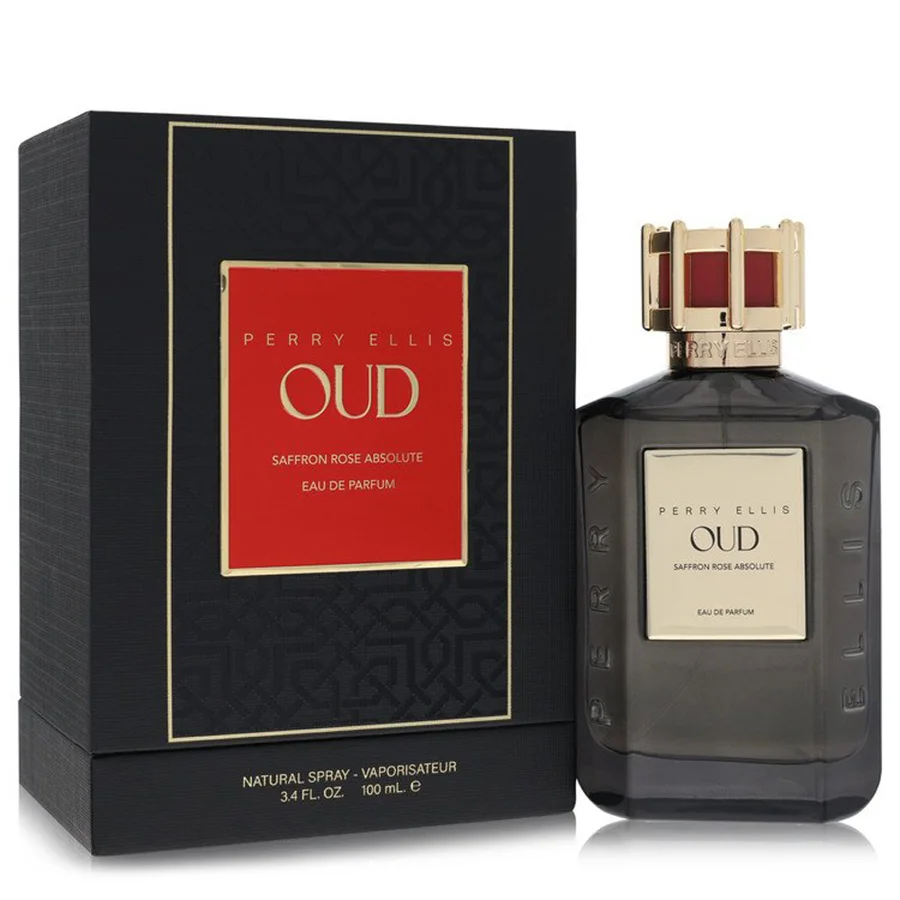 PERRY ELLIS
OUD
SAFFRON ROSE ABSOLUTE
EAU DE PARFUM
NATURAL SPRAY - VAPORISATEUR
3.4 FL. OZ. 100 mL. ℮
PERRY ELLIS
PERRY
ELLIS
PERRY ELLIS
OUD
SAFFRON ROSE ABSOLUTE
EAU DE PARFUM